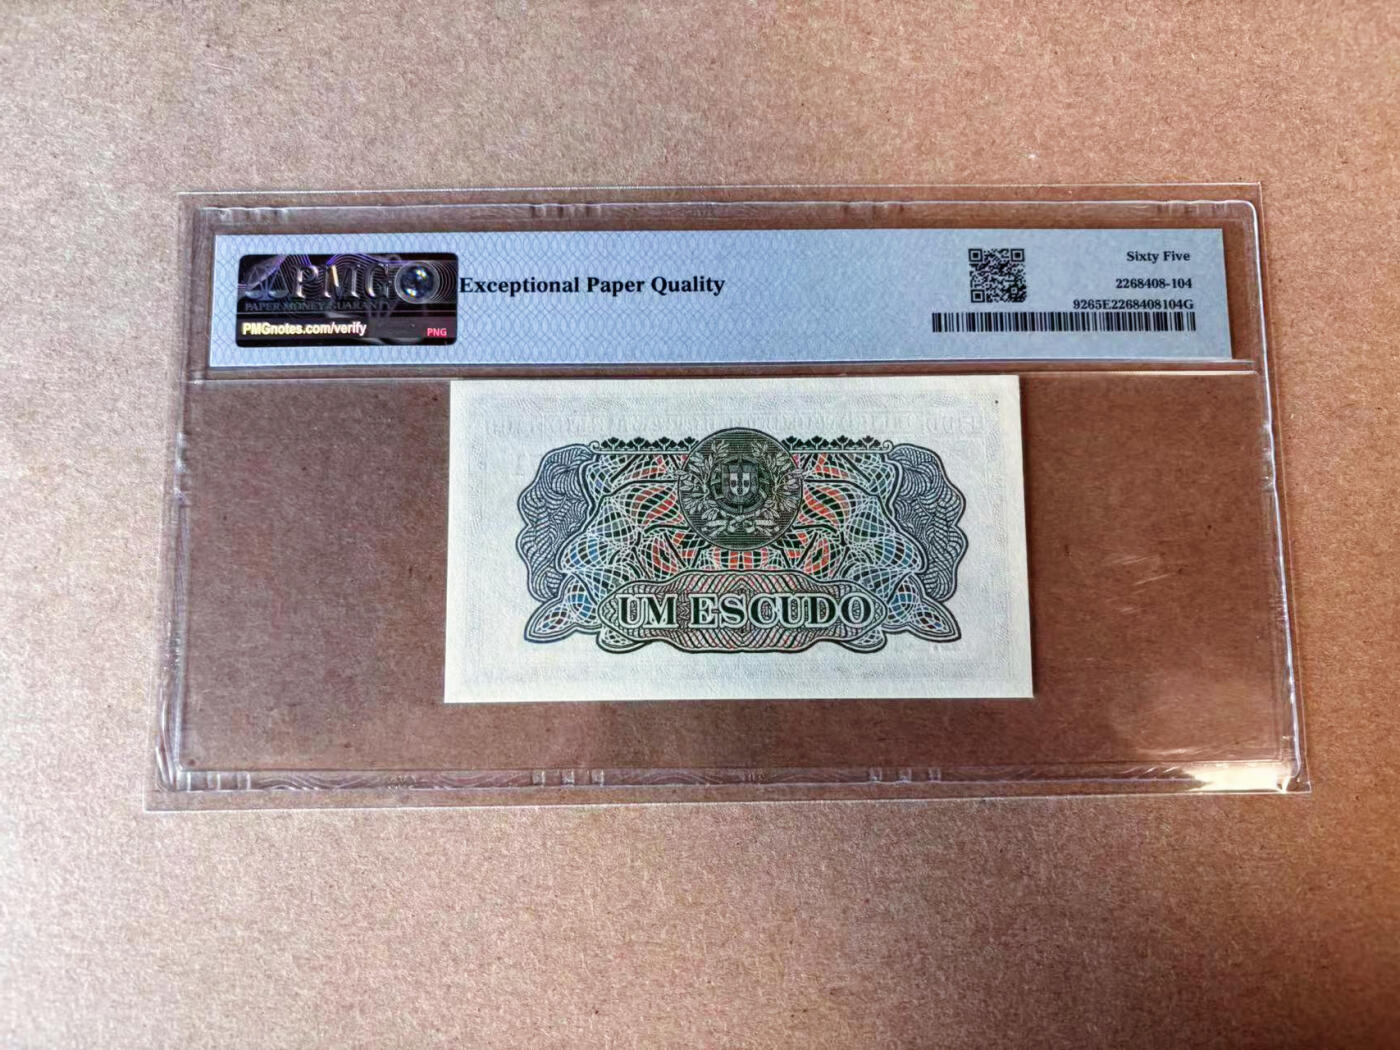 PMG
PAPER MONEY GUARANTY
PMGnotes.com/verify
PNG
Exceptional Paper Quality
Sixty Five
2268408-104
9265E2268408104G
UM ESCUDO